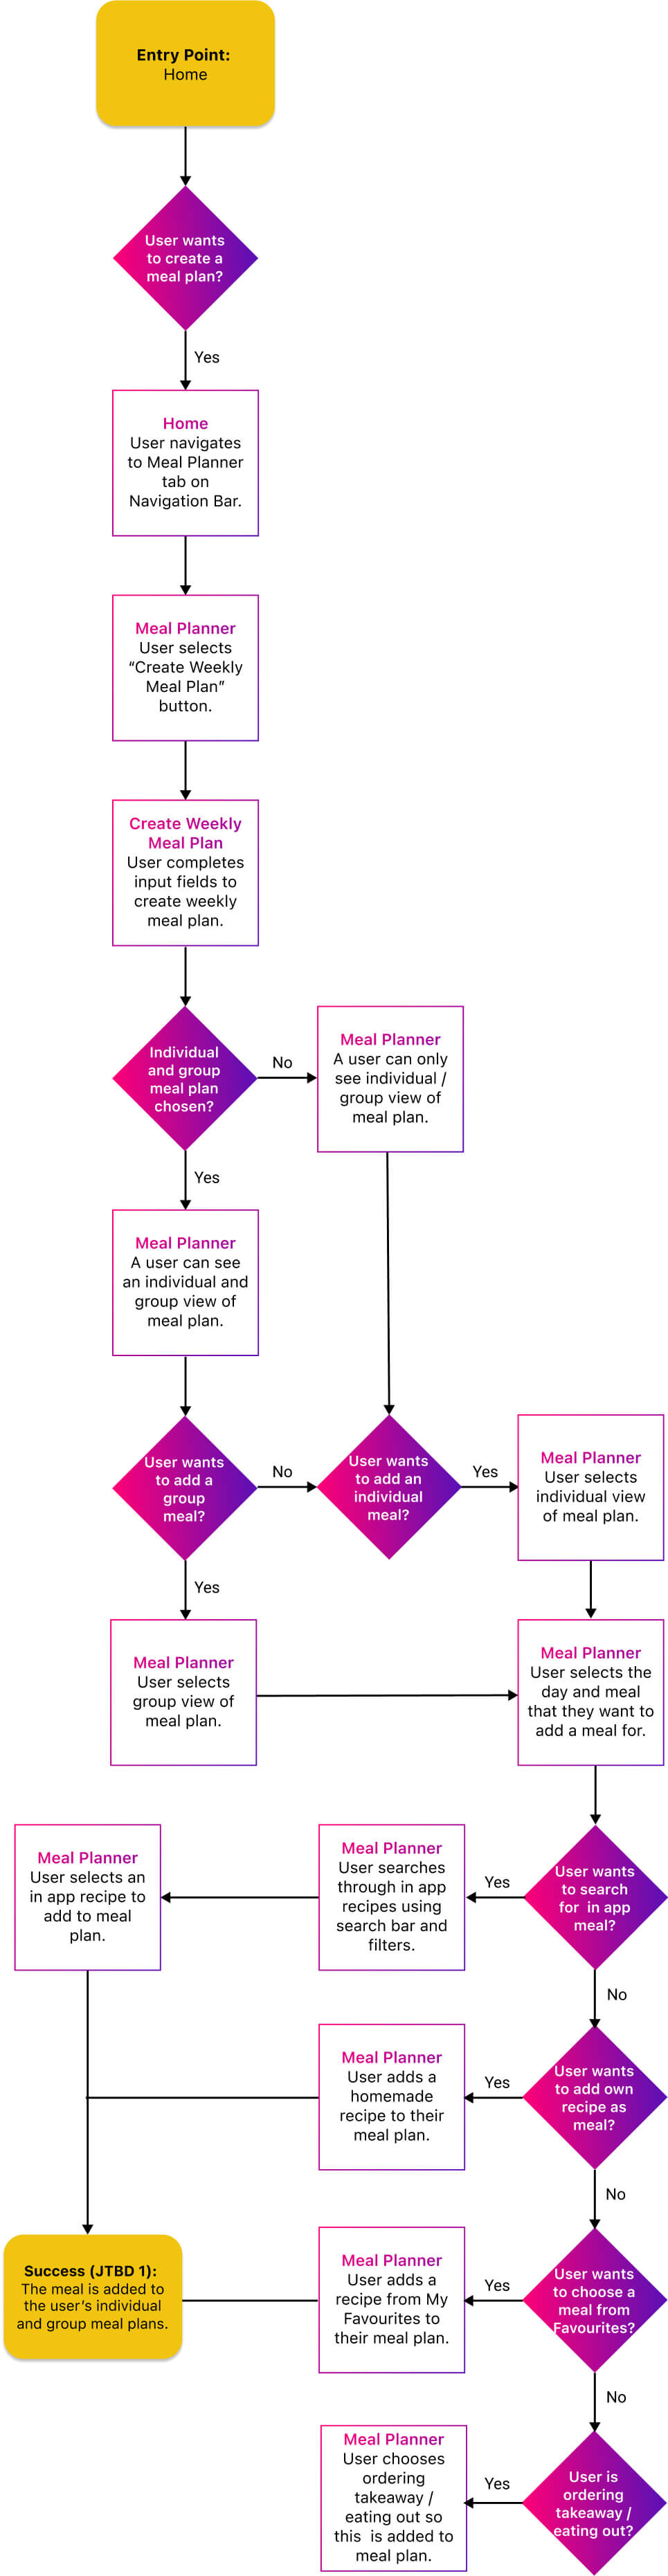 Entry Point:
Home
User wants
to create a
meal plan?
Yes
Home
User navigates
to Meal Planner
tab on
Navigation Bar.
Meal Planner
User selects
“Create Weekly
Meal Plan”
button.
Create Weekly
Meal Plan
User completes
input fields to
create weekly
meal plan.
Individual
and group
meal plan
chosen?
No
Meal Planner
A user can only
see individual /
group view of
meal plan.
Yes
Meal Planner
A user can see
an individual and
group view of
meal plan.
User wants
to add a
group
meal?
No
User wants
to add an
individual
meal?
Yes
Meal Planner
User selects
individual view
of meal plan.
Yes
Meal Planner
User selects
group view of
meal plan.
Meal Planner
User selects the
day and meal
that they want to
add a meal for.
User wants
to search
for in app
meal?
Yes
Meal Planner
User searches
through in app
recipes using
search bar and
filters.
Meal Planner
User selects an
in app recipe to
add to meal
plan.
No
User wants
to add own
recipe as
meal?
Yes
Meal Planner
User adds a
homemade
recipe to their
meal plan.
No
User wants
to choose a
meal from
Favourites?
Yes
Meal Planner
User adds a
recipe from My
Favourites to
their meal plan.
Success (JTBD 1):
The meal is added to
the user’s individual
and group meal plans.
No
User is
ordering
takeaway /
eating out?
Yes
Meal Planner
User chooses
ordering
takeaway /
eating out so
this is added to
meal plan.